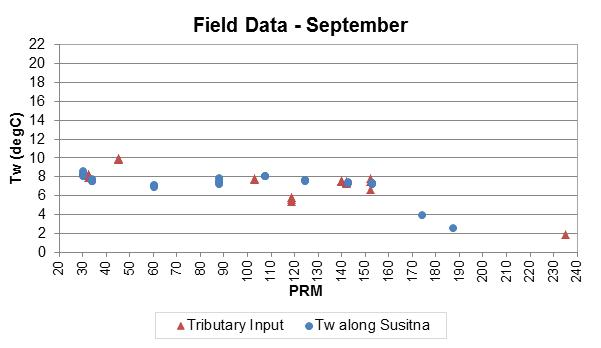 Field Data - September
22
20
18
16
14
12
10
8
6
4
2
0
Tw (degC)
20 30 40 50 60 70 80 90 100 110 120 130 140 150 160 170 180 190 200 210 220 230 240
PRM
Tributary Input Tw along Susitna